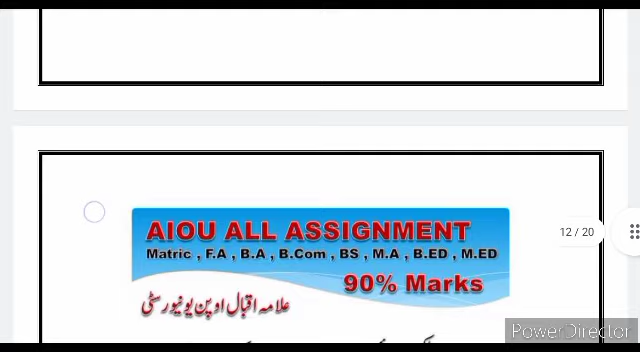 AIOU ALL ASSIGNMENT
Matric , F.A , B.A , B.Com , BS , M.A , B.ED , M.ED
90% Marks
علامہ اقبال اوپن یونیورسٹی
12 / 20
PowerDirector